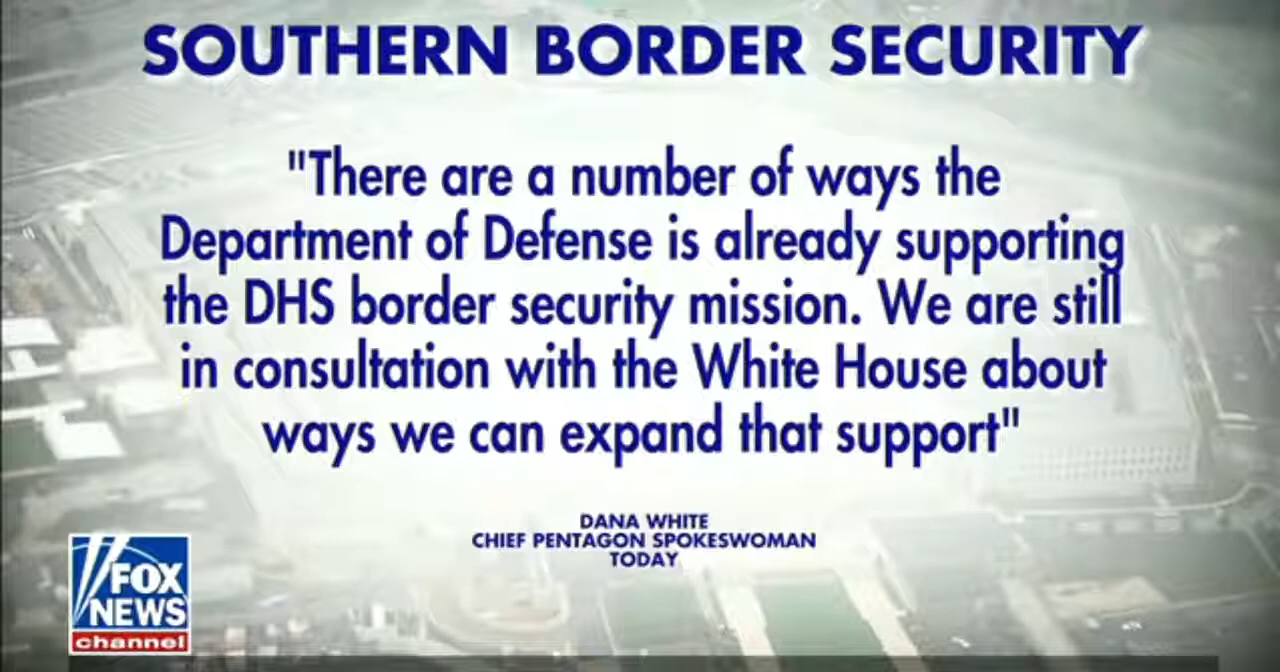 SOUTHERN BORDER SECURITY
"There are a number of ways the
Department of Defense is already supporting
the DHS border security mission. We are still
in consultation with the White House about
ways we can expand that support"
DANA WHITE
CHIEF PENTAGON SPOKESWOMAN
TODAY
FOX
NEWS
channel